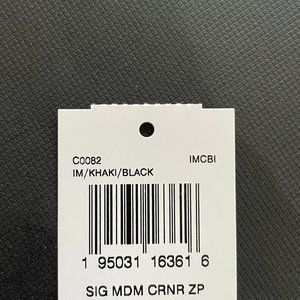 C0082 IMCBI
IM/KHAKI/BLACK
1 95031 16361 6
SIG MDM CRNR ZP